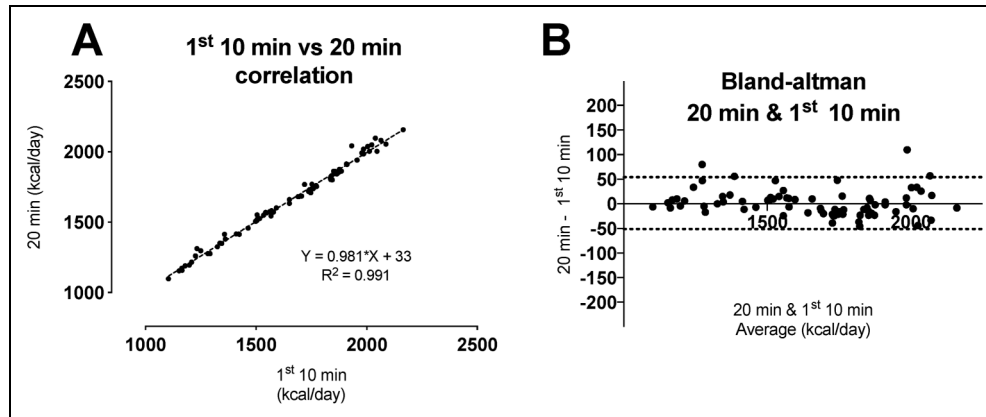 A
1st 10 min vs 20 min
correlation
2500
2000
1500
1000
20 min (kcal/day)
Y = 0.981*X + 33
R2 = 0.991
1000 1500 2000 2500
1st 10 min
(kcal/day)
B
Bland-altman
20 min & 1st 10 min
200
150
100
50
0
-50
-100
-150
-200
20 min - 1st 10 min
1500 2000
20 min & 1st 10 min
Average (kcal/day)